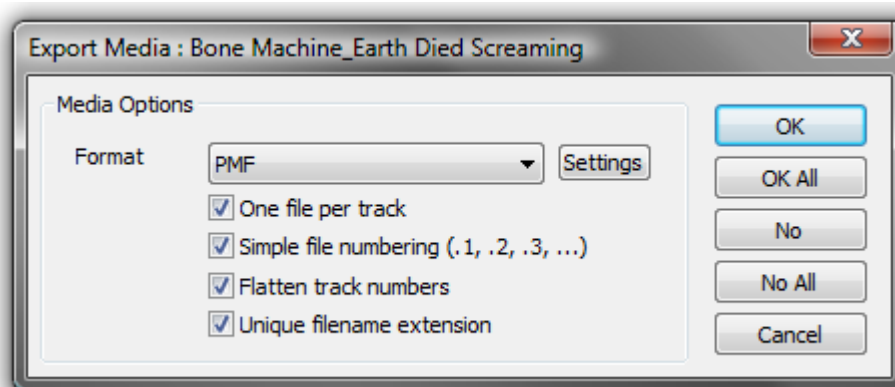 Export Media : Bone Machine_Earth Died Screaming
Media Options
Format
PMF
Settings
One file per track
Simple file numbering (.1, .2, .3, ...)
Flatten track numbers
Unique filename extension
OK
OK All
No
No All
Cancel